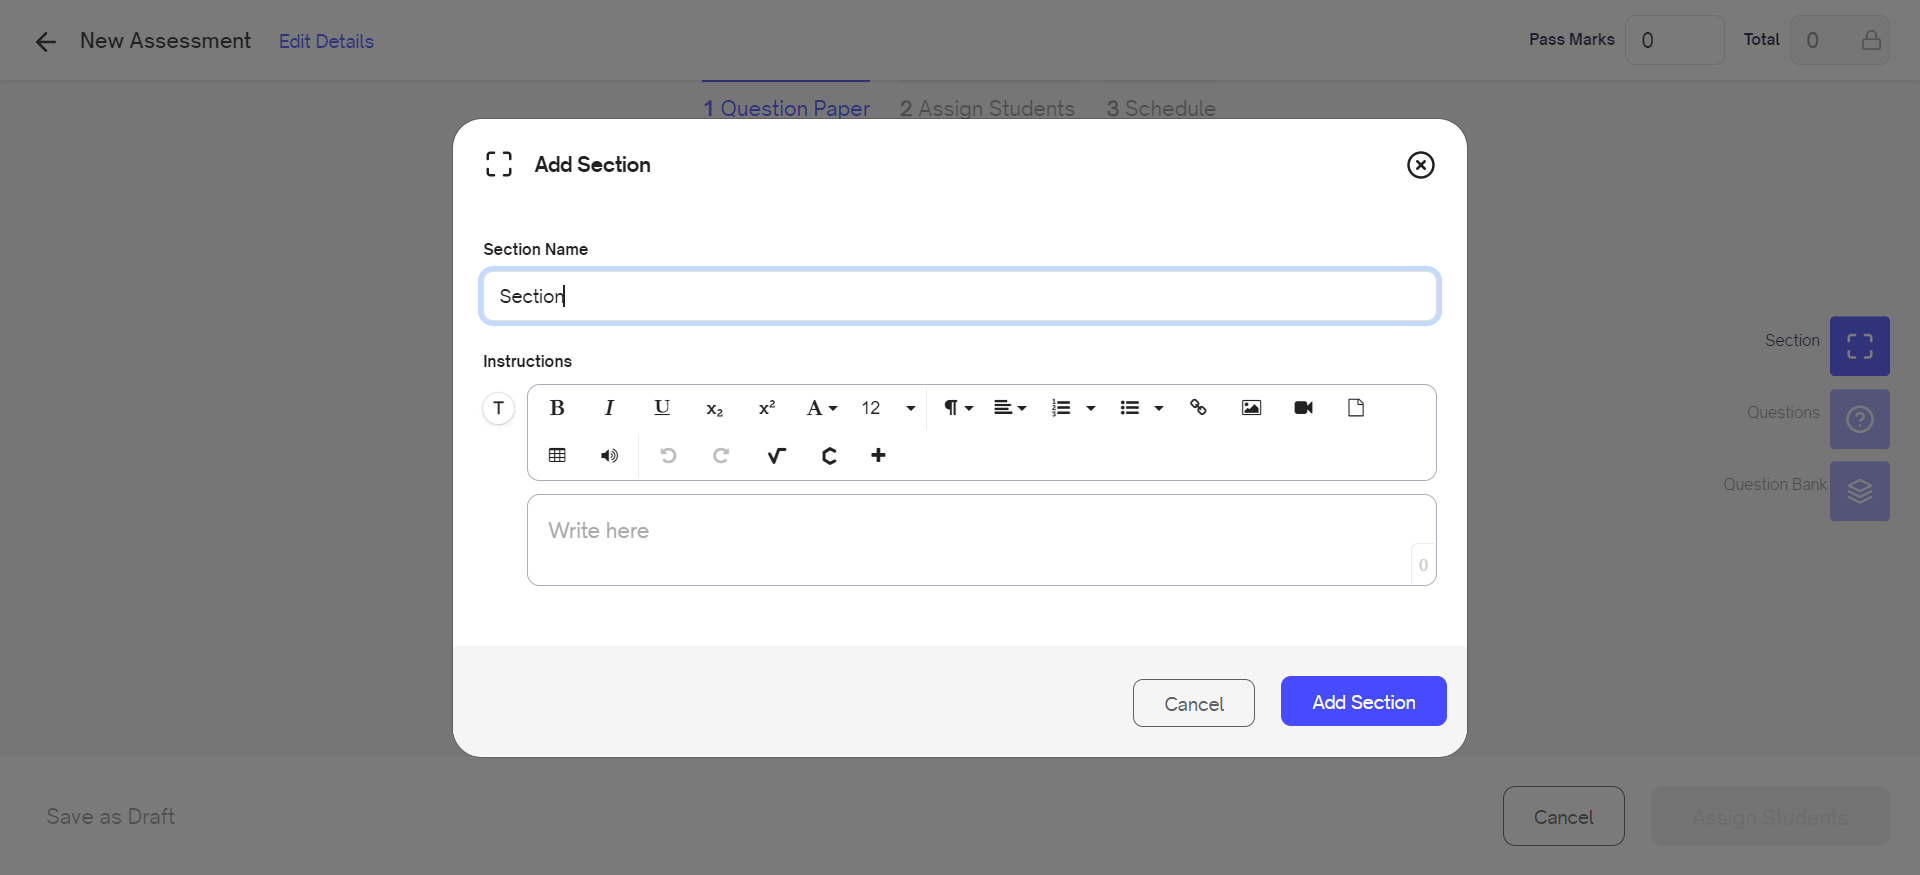 New Assessment Edit Details Pass Marks 0 Total 0
1 Question Paper 2 Assign Students 3 Schedule
Add Section
Section Name
Section
Instructions
T B I U x₂ x² A 12
Write here
0
Cancel Add Section
Section
Questions
Question Bank
Save as Draft Cancel Assign Students